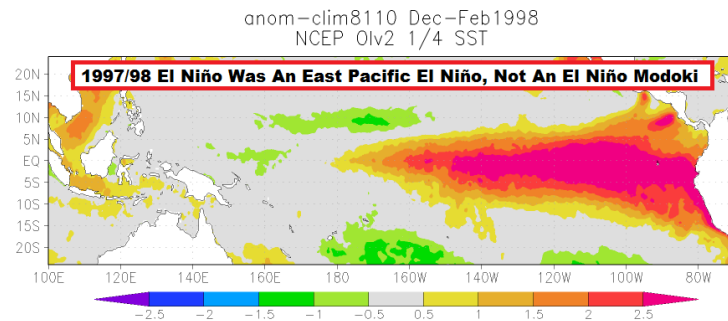 anom-clim8110 Dec-Feb1998
NCEP OIv2 1/4 SST
1997/98 El Niño Was An East Pacific El Niño, Not An El Niño Modoki
20N
15N
10N
5N
EQ
5S
10S
15S
20S
100E 120E 140E 160E 180 160W 140W 120W 100W 80W
-2.5 -2 -1.5 -1 -0.5 0.5 1 1.5 2 2.5